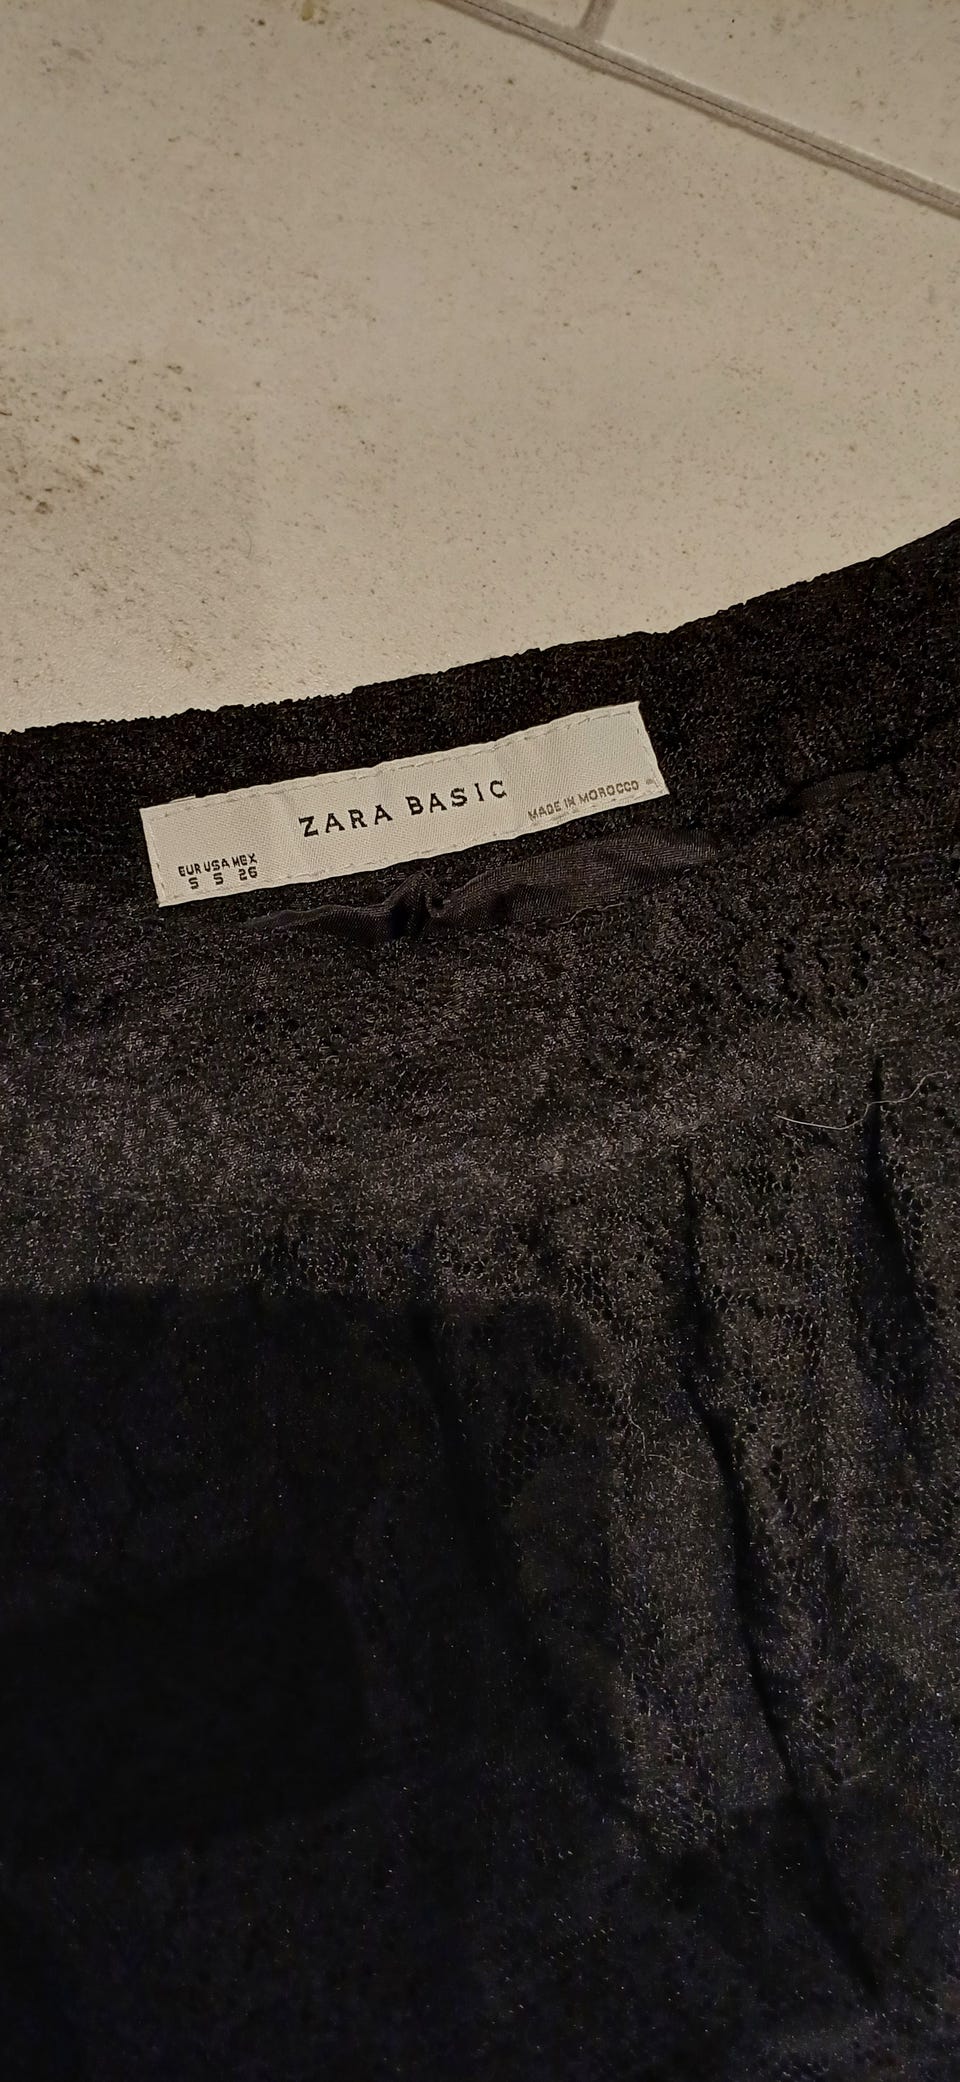 ZARA BASIC
MADE IN MOROCCO
EUR USA MEX
S S 26